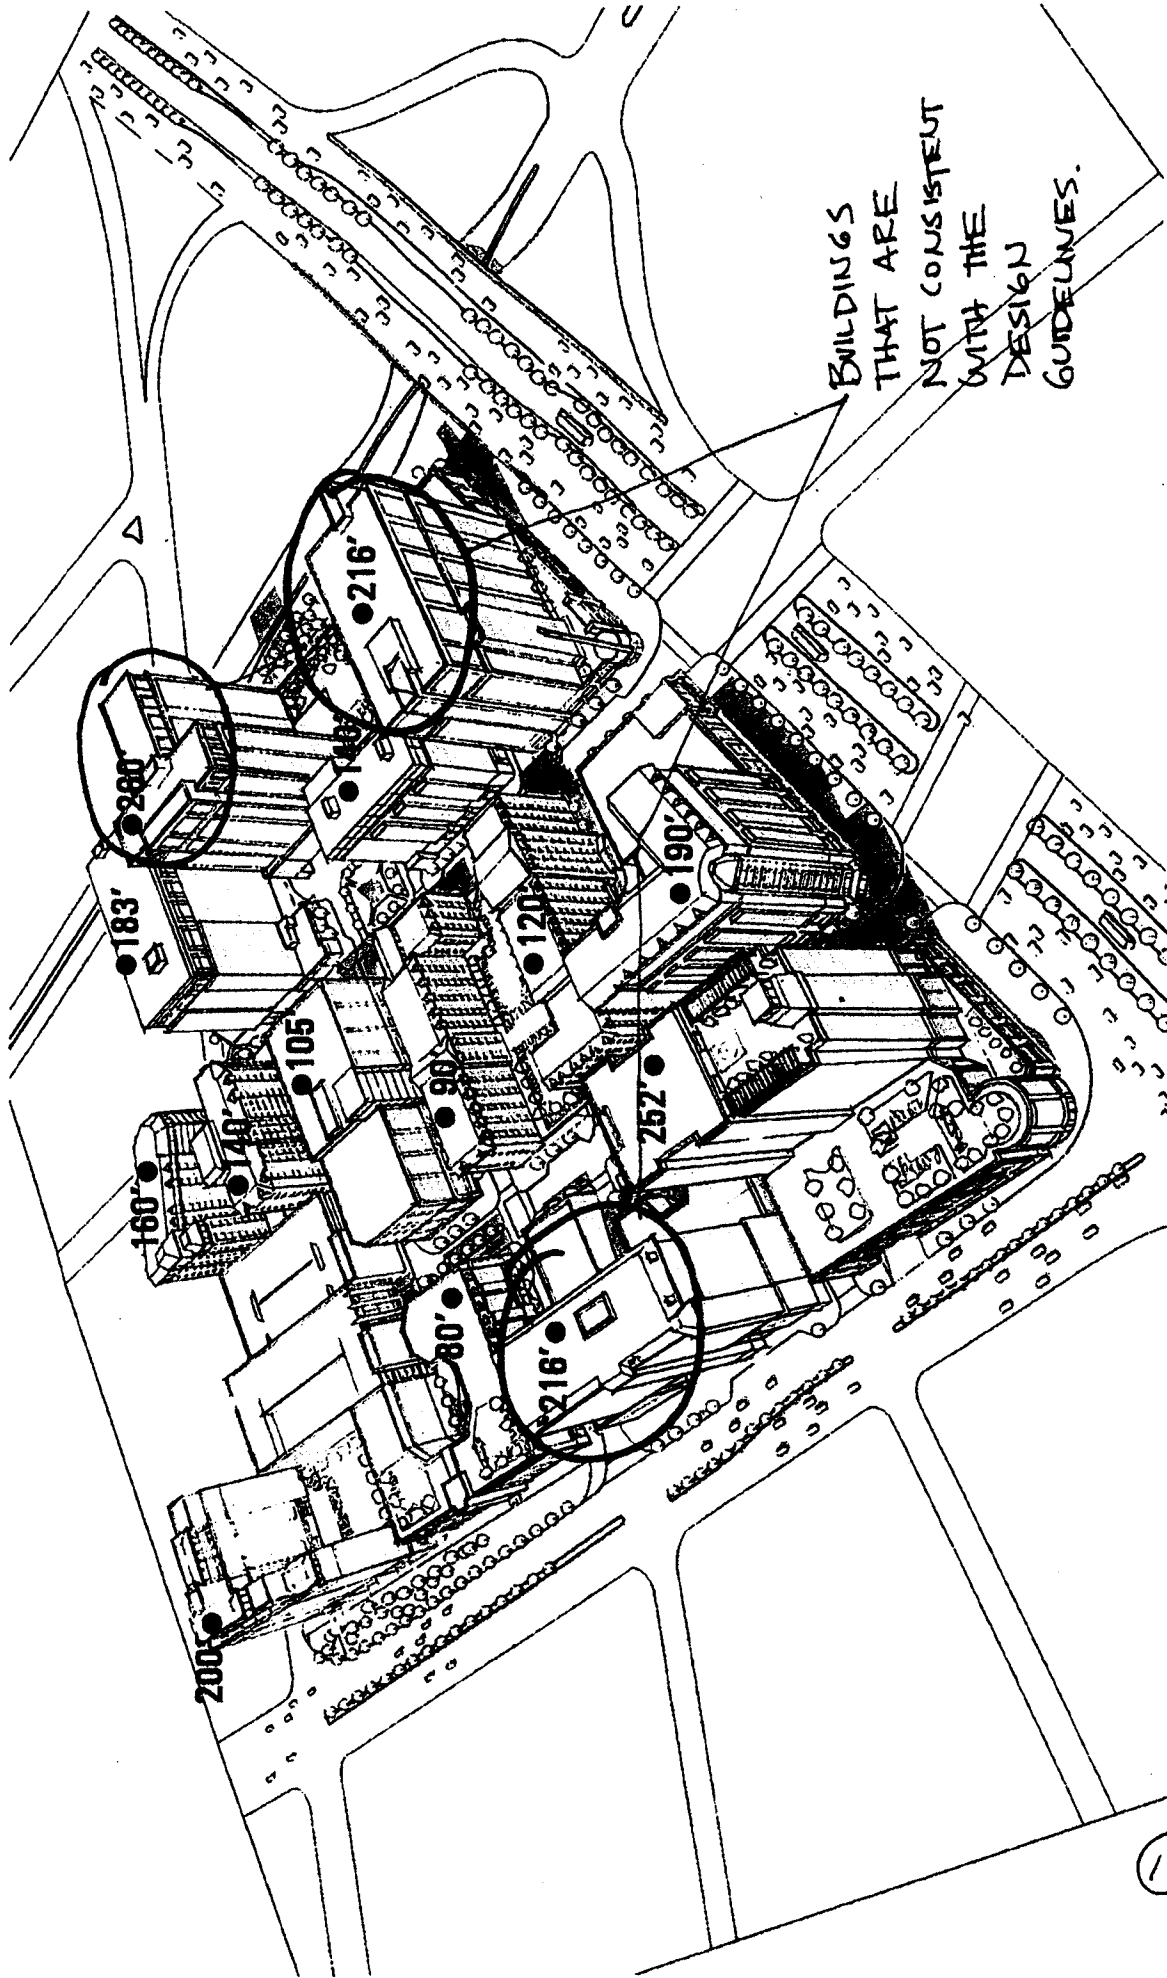 183'
160'
200'
140'
105'
216'
80'
90'
120'
216'
252'
190'
BUILDINGS
THAT ARE
NOT CONSISTENT
WITH THE
DESIGN
GUIDELINES.
1